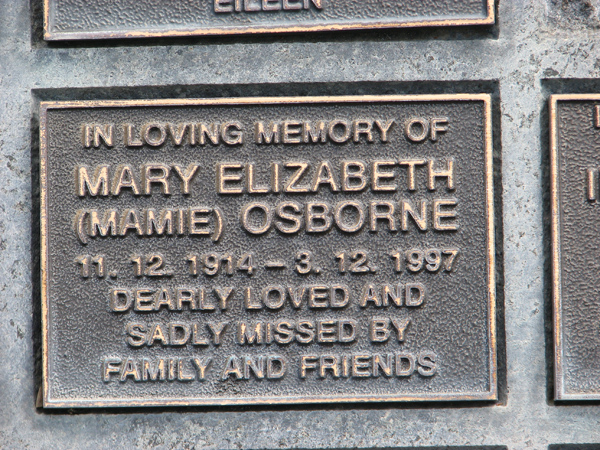 EILEEN
IN LOVING MEMORY OF
MARY ELIZABETH
(MAMIE) OSBORNE
11. 12. 1914 – 3. 12. 1997
DEARLY LOVED AND
SADLY MISSED BY
FAMILY AND FRIENDS